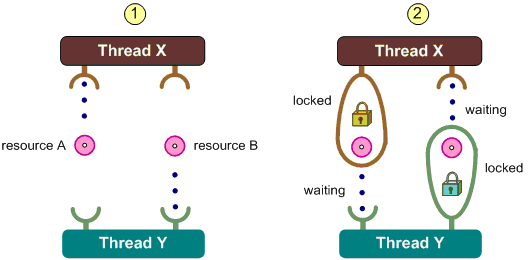 1
Thread X
resource A
resource B
Thread Y
2
Thread X
locked
waiting
waiting
locked
Thread Y